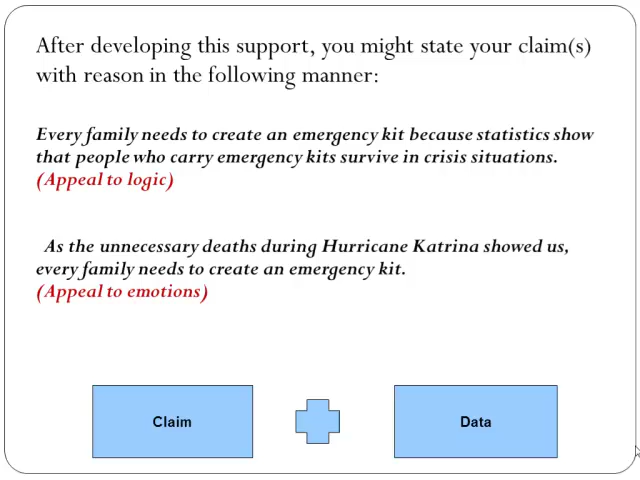 After developing this support, you might state your claim(s)
with reason in the following manner:
Every family needs to create an emergency kit because statistics show
that people who carry emergency kits survive in crisis situations.
(Appeal to logic)
As the unnecessary deaths during Hurricane Katrina showed us,
every family needs to create an emergency kit.
(Appeal to emotions)
Claim
Data